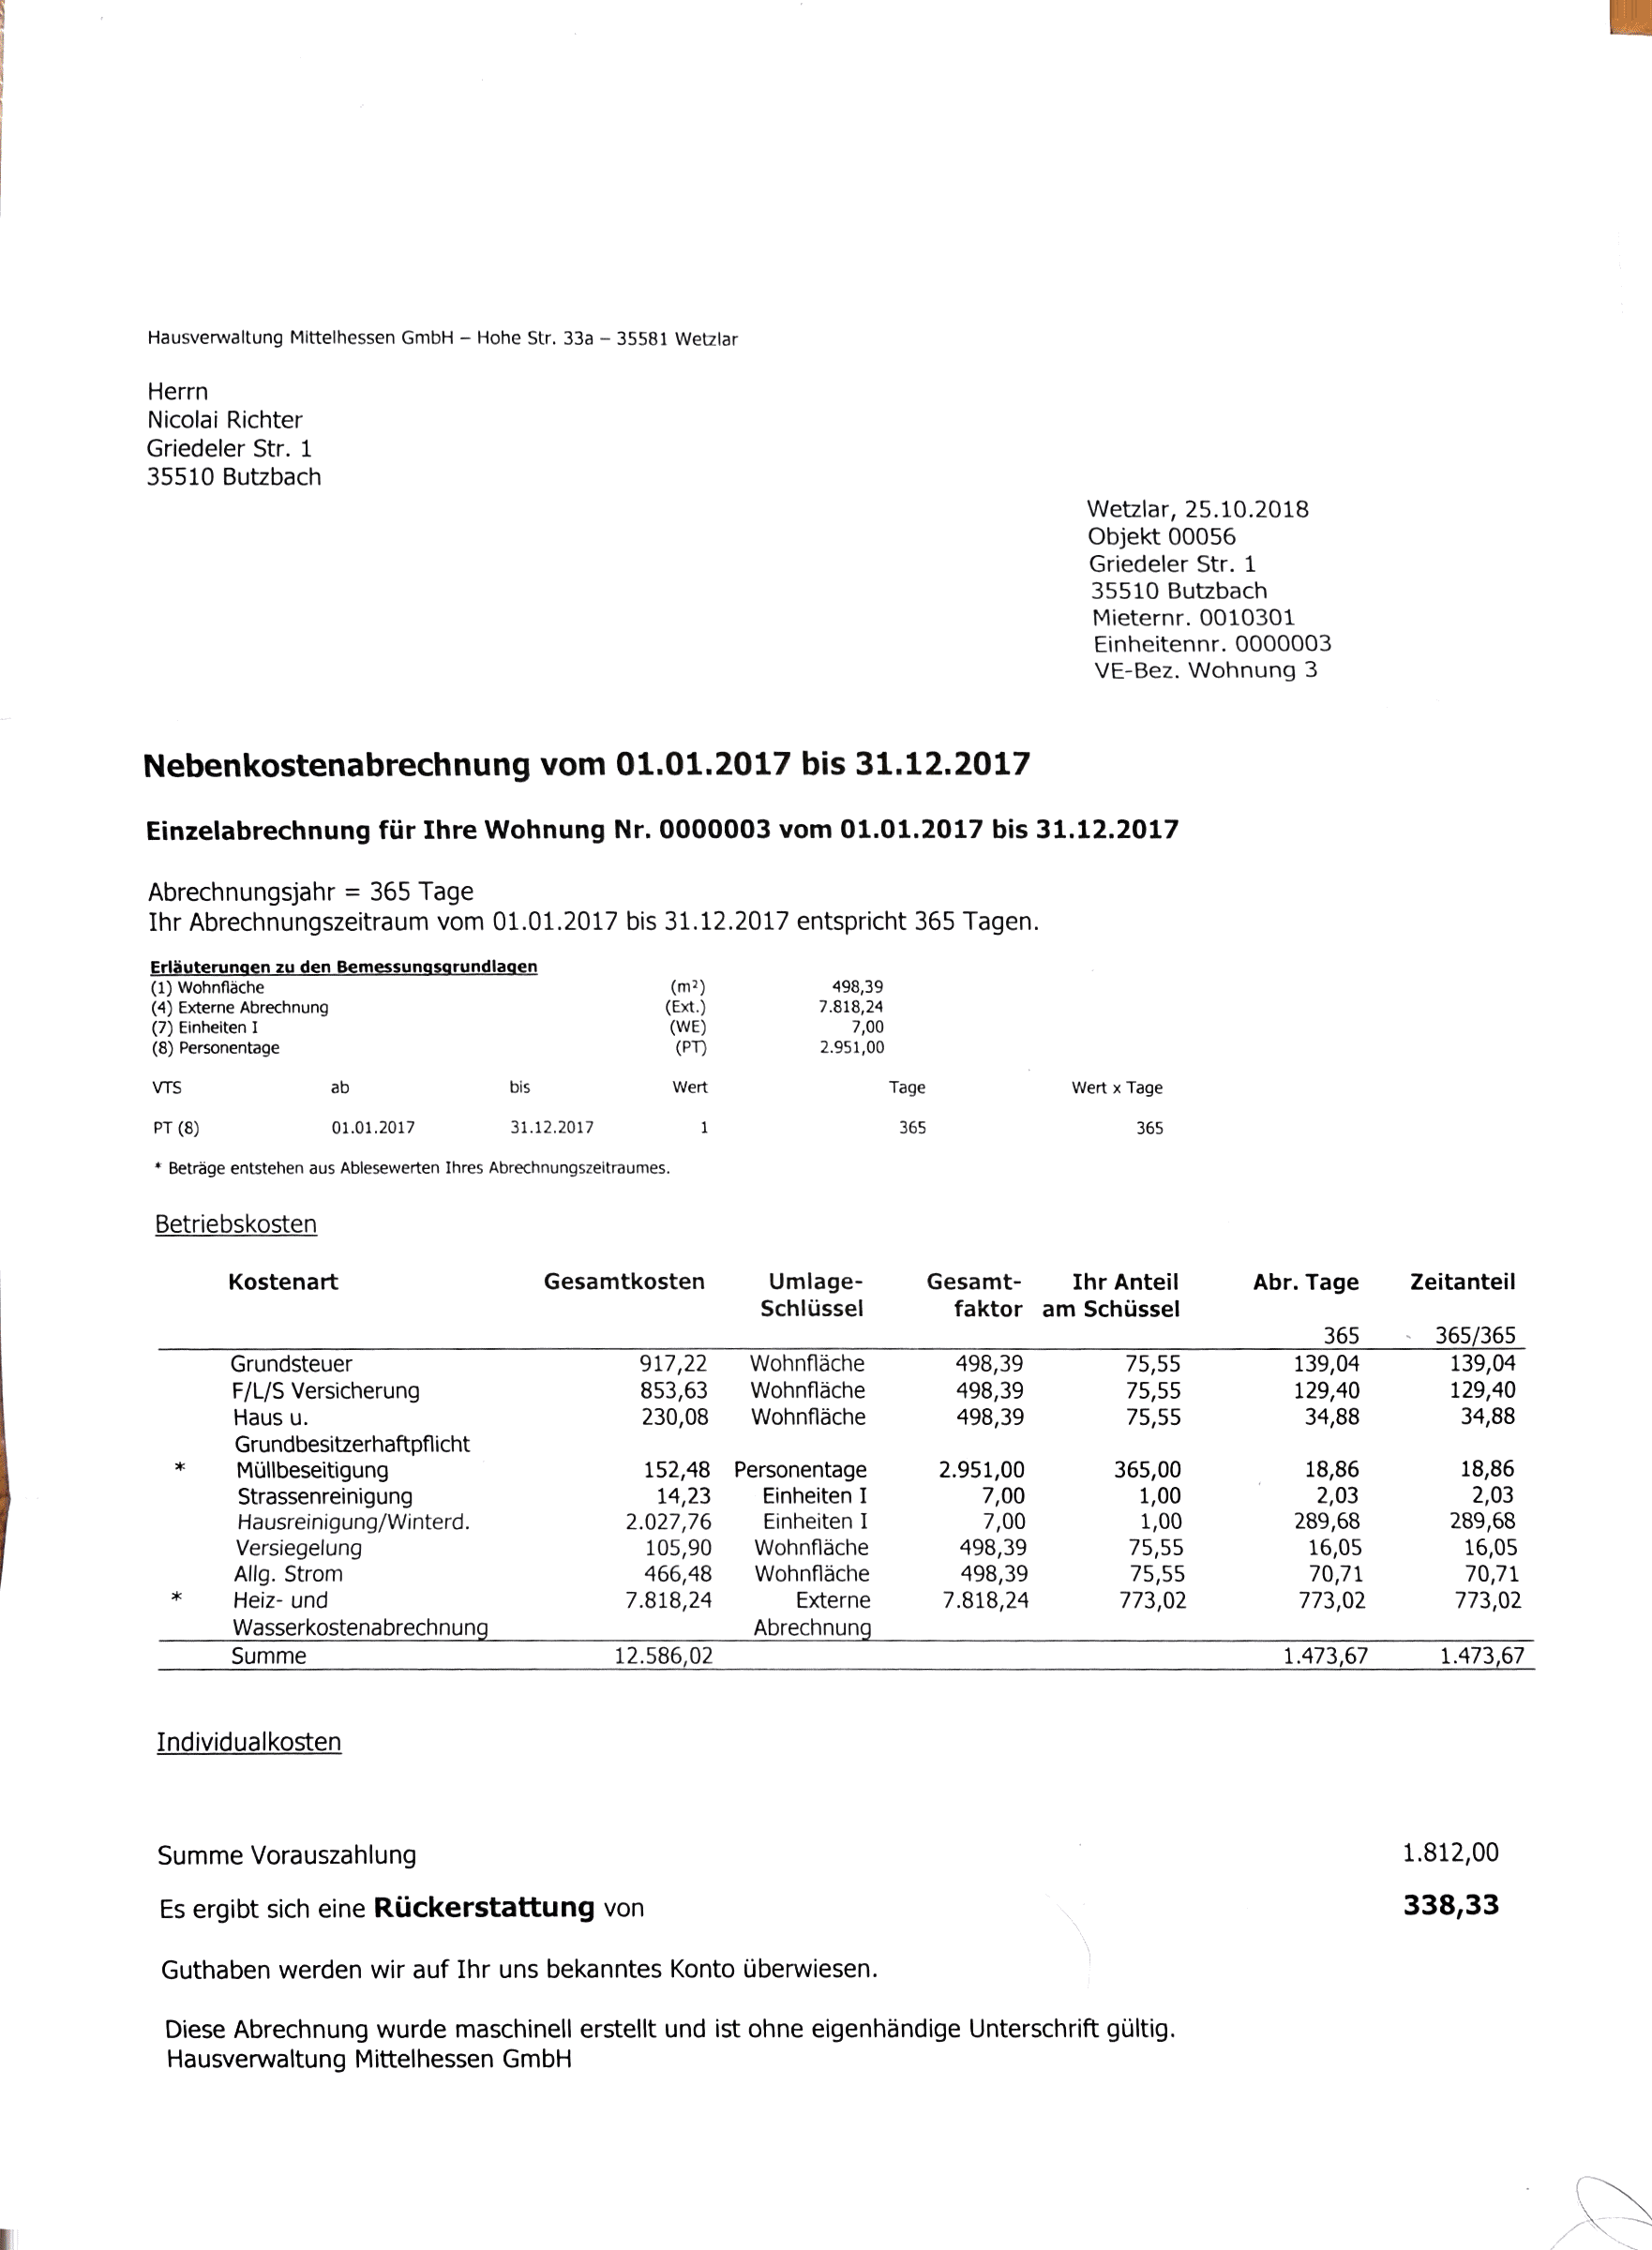 Hausverwaltung Mittelhessen GmbH – Hohe Str. 33a – 35581 Wetzlar
Herrn
Nicolai Richter
Griedeler Str. 1
35510 Butzbach
Wetzlar, 25.10.2018
Objekt 00056
Griedeler Str. 1
35510 Butzbach
Mieternr. 0010301
Einheitennr. 0000003
VE-Bez. Wohnung 3
Nebenkostenabrechnung vom 01.01.2017 bis 31.12.2017
Einzelabrechnung für Ihre Wohnung Nr. 0000003 vom 01.01.2017 bis 31.12.2017
Abrechnungsjahr = 365 Tage
Ihr Abrechnungszeitraum vom 01.01.2017 bis 31.12.2017 entspricht 365 Tagen.
Erläuterungen zu den Bemessungsgrundlagen
(1) Wohnfläche (m²) 498,39
(4) Externe Abrechnung (Ext.) 7.818,24
(7) Einheiten I (WE) 7,00
(8) Personentage (PT) 2.951,00
VTS ab bis Wert Tage Wert x Tage
PT (8) 01.01.2017 31.12.2017 1 365 365
* Beträge entstehen aus Ablesewerten Ihres Abrechnungszeitraumes.
Betriebskosten
Kostenart Gesamtkosten Umlage- Gesamt- Ihr Anteil Abr. Tage Zeitanteil
Schlüssel faktor am Schüssel
365 365/365
Grundsteuer 917,22 Wohnfläche 498,39 75,55 139,04 139,04
F/L/S Versicherung 853,63 Wohnfläche 498,39 75,55 129,40 129,40
Haus u. 230,08 Wohnfläche 498,39 75,55 34,88 34,88
Grundbesitzerhaftpflicht
* Müllbeseitigung 152,48 Personentage 2.951,00 365,00 18,86 18,86
Strassenreinigung 14,23 Einheiten I 7,00 1,00 2,03 2,03
Hausreinigung/Winterd. 2.027,76 Einheiten I 7,00 1,00 289,68 289,68
Versiegelung 105,90 Wohnfläche 498,39 75,55 16,05 16,05
Allg. Strom 466,48 Wohnfläche 498,39 75,55 70,71 70,71
* Heiz- und 7.818,24 Externe 7.818,24 773,02 773,02 773,02
Wasserkostenabrechnung Abrechnung
Summe 12.586,02 1.473,67 1.473,67
Individualkosten
Summe Vorauszahlung 1.812,00
Es ergibt sich eine Rückerstattung von 338,33
Guthaben werden wir auf Ihr uns bekanntes Konto überwiesen.
Diese Abrechnung wurde maschinell erstellt und ist ohne eigenhändige Unterschrift gültig.
Hausverwaltung Mittelhessen GmbH